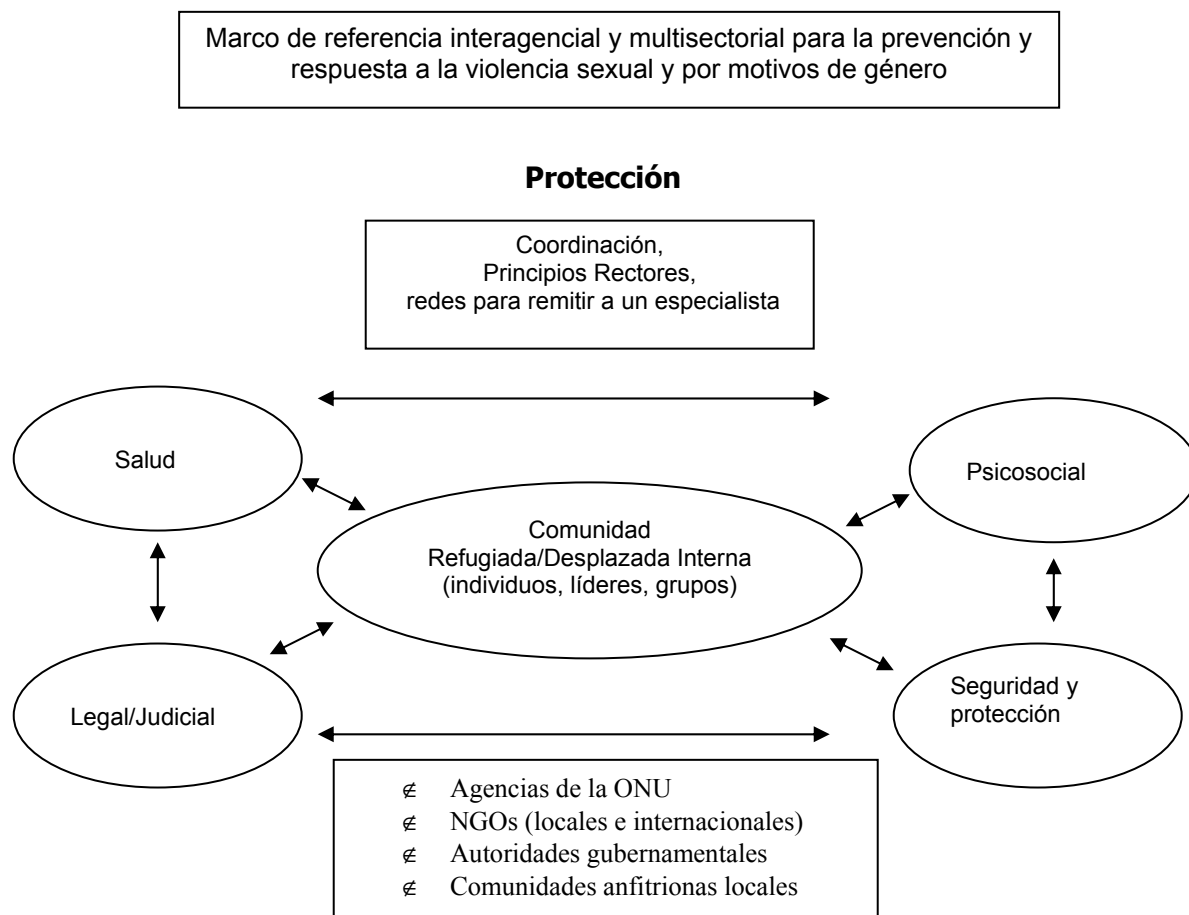 Marco de referencia interagencial y multisectorial para la prevención y
respuesta a la violencia sexual y por motivos de género
Protección
Coordinación,
Principios Rectores,
redes para remitir a un especialista
Salud
Psicosocial
Comunidad
Refugiada/Desplazada Interna
(individuos, líderes, grupos)
Legal/Judicial
Seguridad y
protección
∉ Agencias de la ONU
∉ NGOs (locales e internacionales)
∉ Autoridades gubernamentales
∉ Comunidades anfitrionas locales